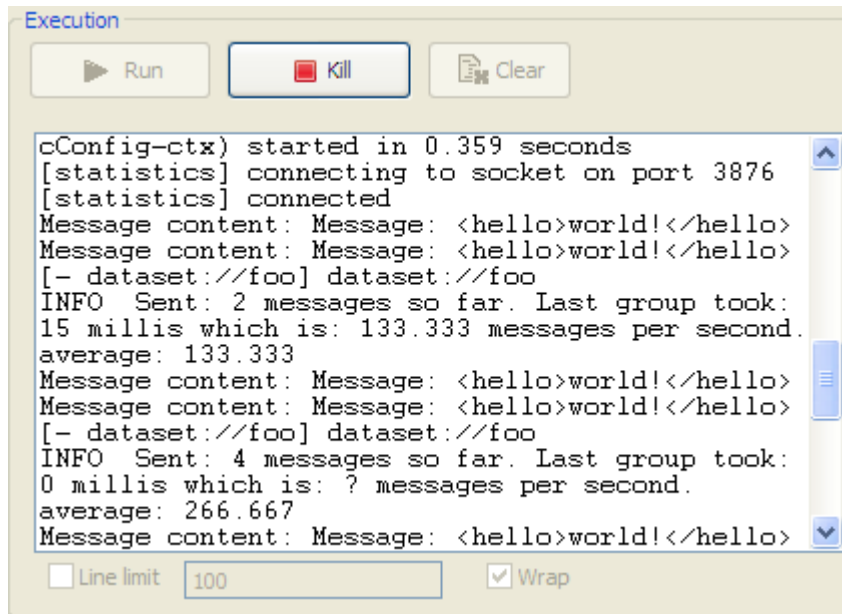 Execution
Run Kill Clear
cConfig-ctx) started in 0.359 seconds
[statistics] connecting to socket on port 3876
[statistics] connected
Message content: Message: <hello>world!</hello>
Message content: Message: <hello>world!</hello>
[- dataset://foo] dataset://foo
INFO  Sent: 2 messages so far. Last group took:
15 millis which is: 133.333 messages per second.
average: 133.333
Message content: Message: <hello>world!</hello>
Message content: Message: <hello>world!</hello>
[- dataset://foo] dataset://foo
INFO  Sent: 4 messages so far. Last group took:
0 millis which is: ? messages per second.
average: 266.667
Message content: Message: <hello>world!</hello>
Line limit 100 Wrap